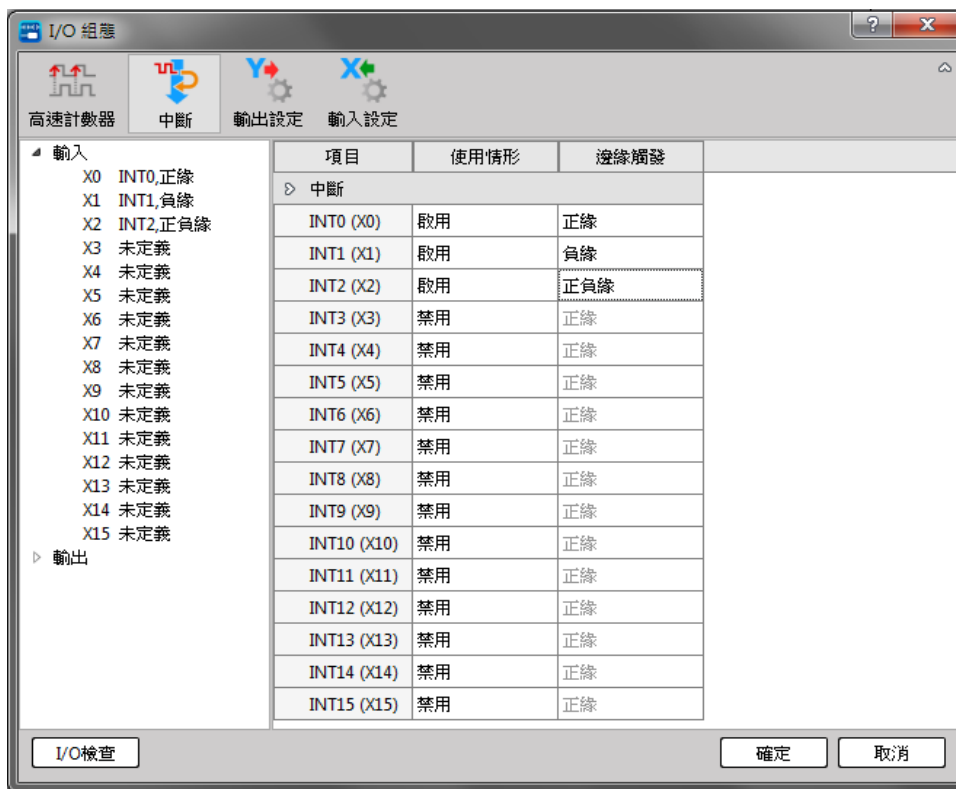 I/O 組態
?
X
高速計數器 中斷 輸出設定 輸入設定
輸入
X0 INT0,正緣
X1 INT1,負緣
X2 INT2,正負緣
X3 未定義
X4 未定義
X5 未定義
X6 未定義
X7 未定義
X8 未定義
X9 未定義
X10 未定義
X11 未定義
X12 未定義
X13 未定義
X14 未定義
X15 未定義
輸出
項目 使用情形 邊緣觸發
中斷
INT0 (X0) 啟用 正緣
INT1 (X1) 啟用 負緣
INT2 (X2) 啟用 正負緣
INT3 (X3) 禁用 正緣
INT4 (X4) 禁用 正緣
INT5 (X5) 禁用 正緣
INT6 (X6) 禁用 正緣
INT7 (X7) 禁用 正緣
INT8 (X8) 禁用 正緣
INT9 (X9) 禁用 正緣
INT10 (X10) 禁用 正緣
INT11 (X11) 禁用 正緣
INT12 (X12) 禁用 正緣
INT13 (X13) 禁用 正緣
INT14 (X14) 禁用 正緣
INT15 (X15) 禁用 正緣
I/O檢查 確定 取消